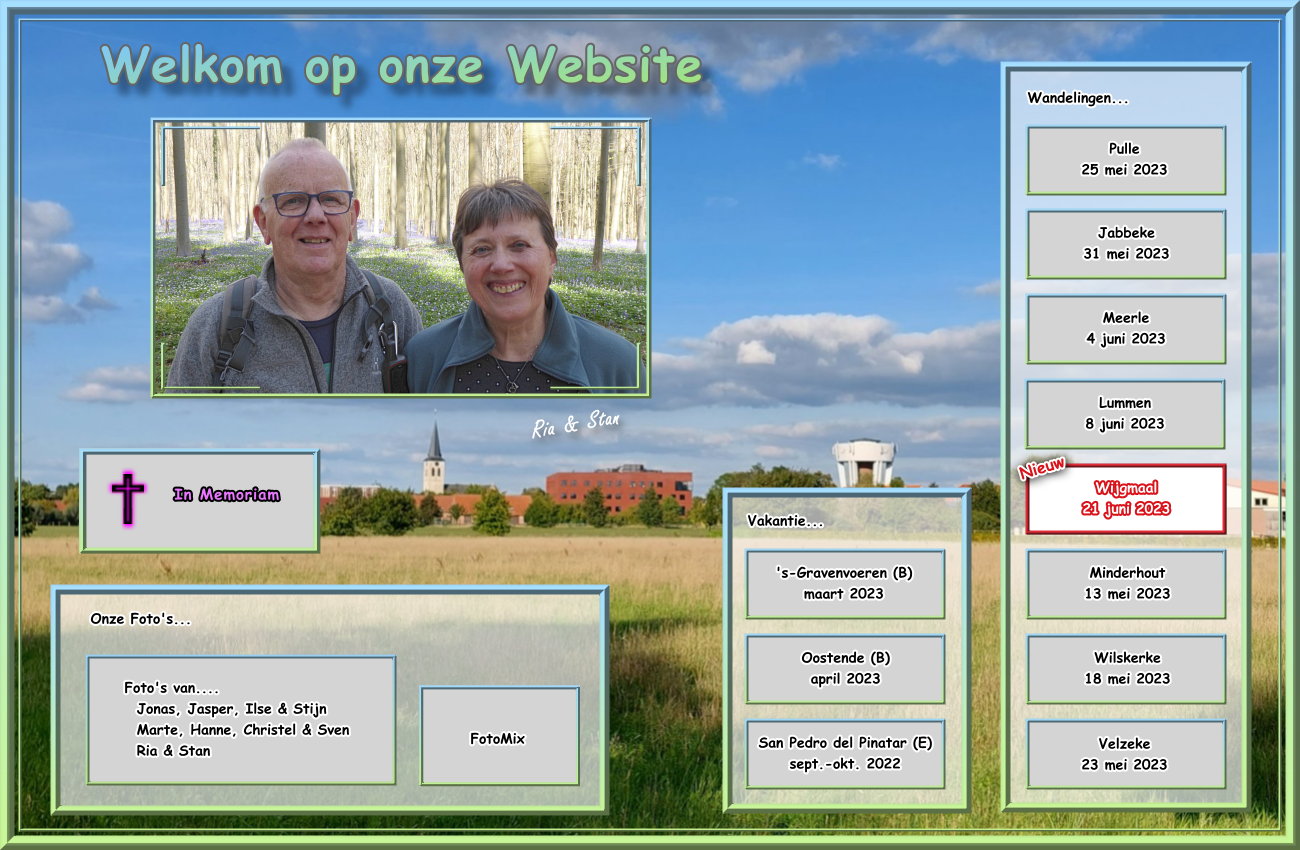 Welkom op onze Website
Ria & Stan
In Memoriam
Onze Foto's...
Foto's van....
Jonas, Jasper, Ilse & Stijn
Marte, Hanne, Christel & Sven
Ria & Stan
FotoMix
Vakantie...
's-Gravenvoeren (B)
maart 2023
Oostende (B)
april 2023
San Pedro del Pinatar (E)
sept.-okt. 2022
Wandelingen...
Pulle
25 mei 2023
Jabbeke
31 mei 2023
Meerle
4 juni 2023
Lummen
8 juni 2023
Nieuw
Wijgmaal
21 juni 2023
Minderhout
13 mei 2023
Wilskerke
18 mei 2023
Velzeke
23 mei 2023